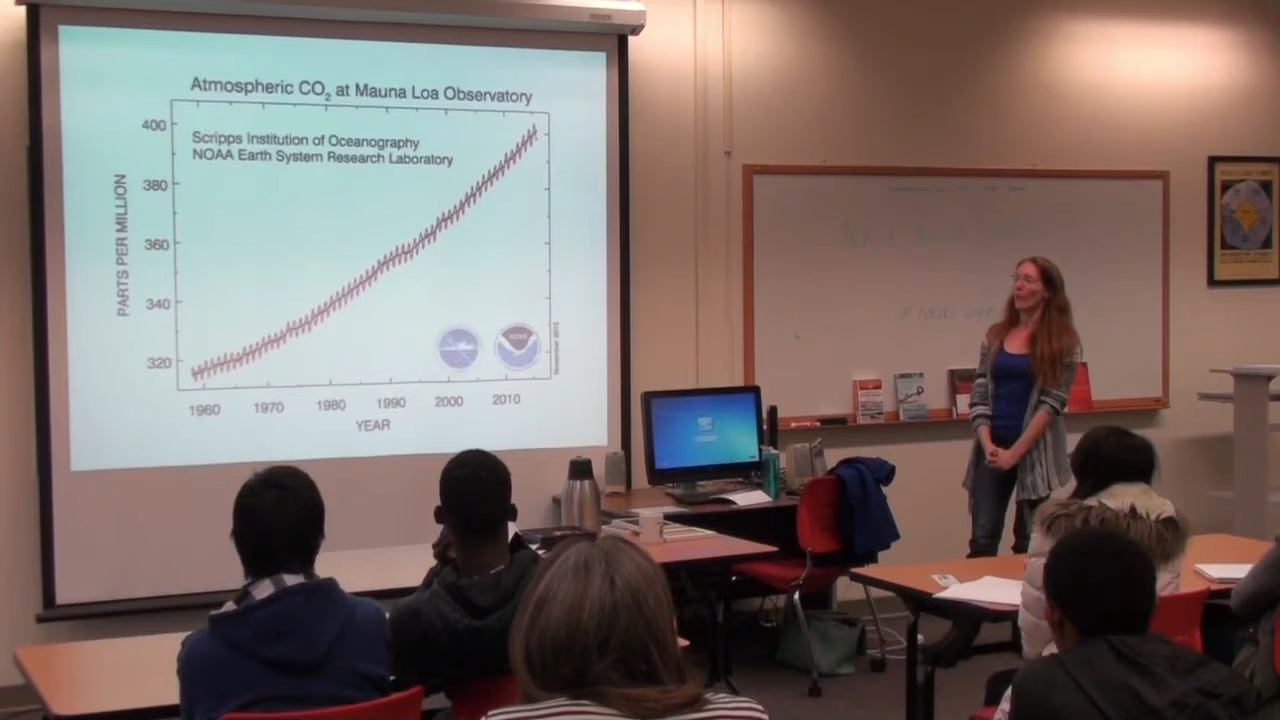 Atmospheric CO₂ at Mauna Loa Observatory
Scripps Institution of Oceanography
NOAA Earth System Research Laboratory
PARTS PER MILLION
400
380
360
340
320
1960 1970 1980 1990 2000 2010
YEAR